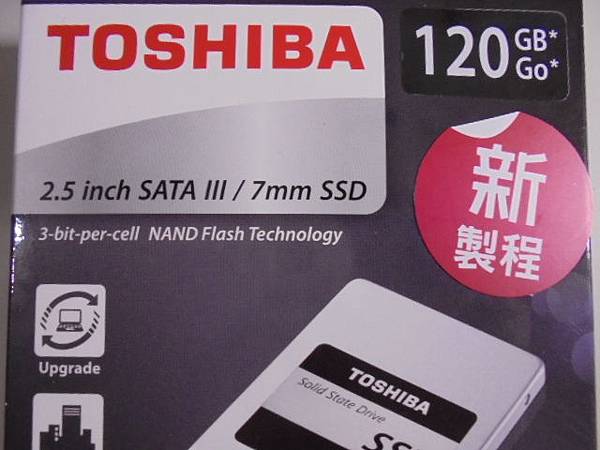 TOSHIBA
120 GB*
Go*
2.5 inch SATA III / 7mm SSD
3-bit-per-cell NAND Flash Technology
新
製程
Upgrade
TOSHIBA
Solid State Drive